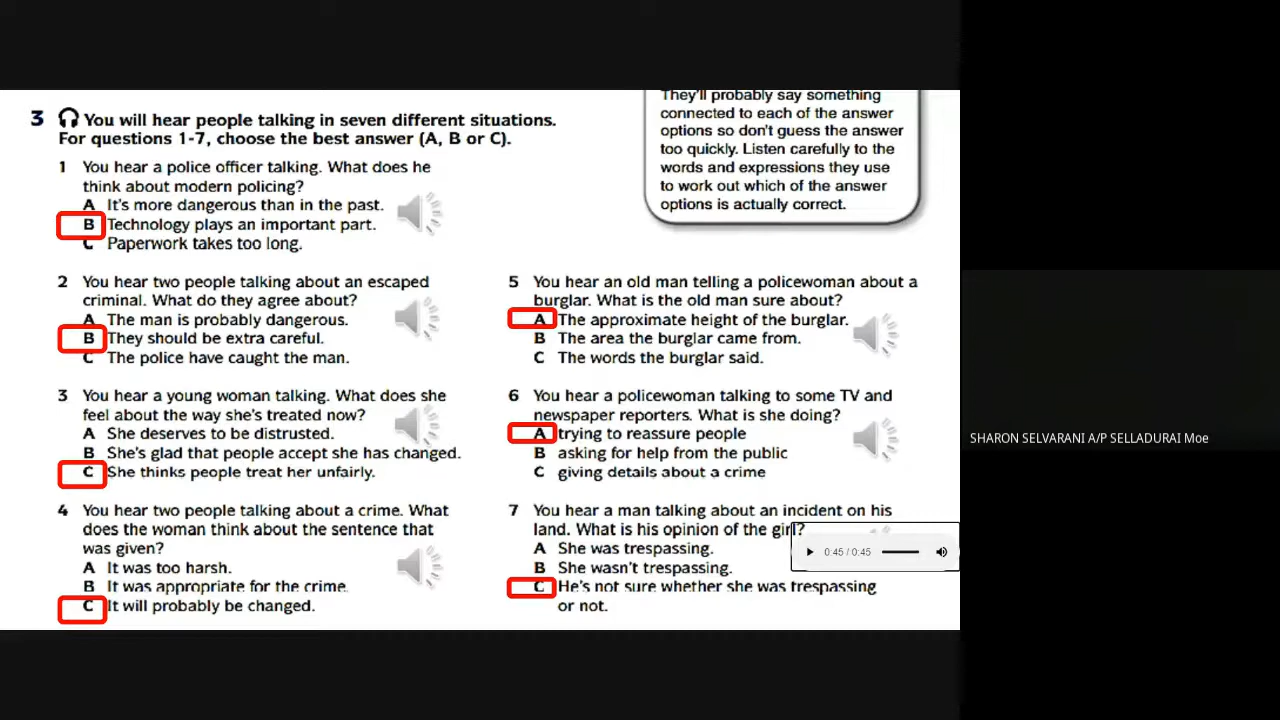 3 You will hear people talking in seven different situations.
For questions 1-7, choose the best answer (A, B or C).
1 You hear a police officer talking. What does he
think about modern policing?
A It's more dangerous than in the past.
B Technology plays an important part.
C Paperwork takes too long.
2 You hear two people talking about an escaped
criminal. What do they agree about?
A The man is probably dangerous.
B They should be extra careful.
C The police have caught the man.
3 You hear a young woman talking. What does she
feel about the way she's treated now?
A She deserves to be distrusted.
B She's glad that people accept she has changed.
C She thinks people treat her unfairly.
4 You hear two people talking about a crime. What
does the woman think about the sentence that
was given?
A It was too harsh.
B It was appropriate for the crime.
C It will probably be changed.
They'll probably say something
connected to each of the answer
options so don't guess the answer
too quickly. Listen carefully to the
words and expressions they use
to work out which of the answer
options is actually correct.
5 You hear an old man telling a policewoman about a
burglar. What is the old man sure about?
A The approximate height of the burglar.
B The area the burglar came from.
C The words the burglar said.
6 You hear a policewoman talking to some TV and
newspaper reporters. What is she doing?
A trying to reassure people
B asking for help from the public
C giving details about a crime
7 You hear a man talking about an incident on his
land. What is his opinion of the girl?
A She was trespassing.
B She wasn't trespassing.
C He's not sure whether she was trespassing
or not.
0:45 / 0:45
SHARON SELVARANI A/P SELLADURAI Moe